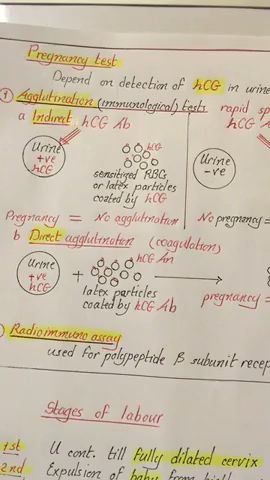 Pregnancy test
Depend on detection of hCG in urine
① Agglutination (immunological) tests rapid sp
a Indirect hCG Ab hCG A
Urine +ve hCG
hCG
sensitized RBCs or latex particles coated by hCG
Urine -ve
Pregnancy = No agglutination No pregnancy =
b Direct agglutination (coagulation)
Urine +ve hCG
+
hCG
latex particles coated by hCG Ab
pregnancy =
Radioimmuno assay
used for polypeptide β subunit recep
Stages of labour
1st U cont. till fully dilated cervix
2nd Expulsion of baby from